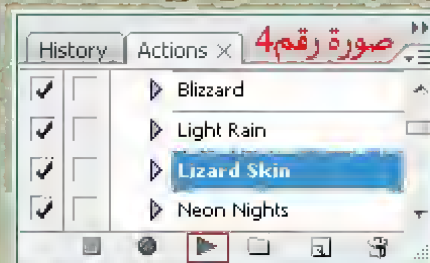 History Actions × صورة رقم4
Blizzard
Light Rain
Lizard Skin
Neon Nights